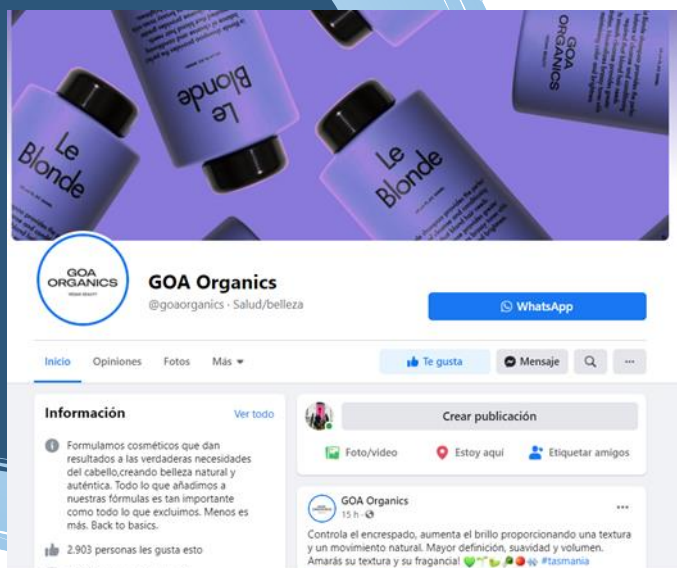 Le
Blonde
Le
Blonde
Le
Blonde
GOA
ORGANICS
GOA
ORGANICS
VEGAN BEAUTY
GOA Organics
@goaorganics · Salud/belleza
WhatsApp
Inicio Opiniones Fotos Más
Te gusta Mensaje
Información Ver todo
Formulamos cosméticos que dan
resultados a las verdaderas necesidades
del cabello,creando belleza natural y
auténtica. Todo lo que añadimos a
nuestras fórmulas es tan importante
como todo lo que excluimos. Menos es
más. Back to basics.
2.903 personas les gusta esto
Crear publicación
Foto/video Estoy aquí Etiquetar amigos
GOA Organics
15 h ·
Controla el encrespado, aumenta el brillo proporcionando una textura
y un movimiento natural. Mayor definición, suavidad y volumen.
Amarás su textura y su fragancia! #tasmania